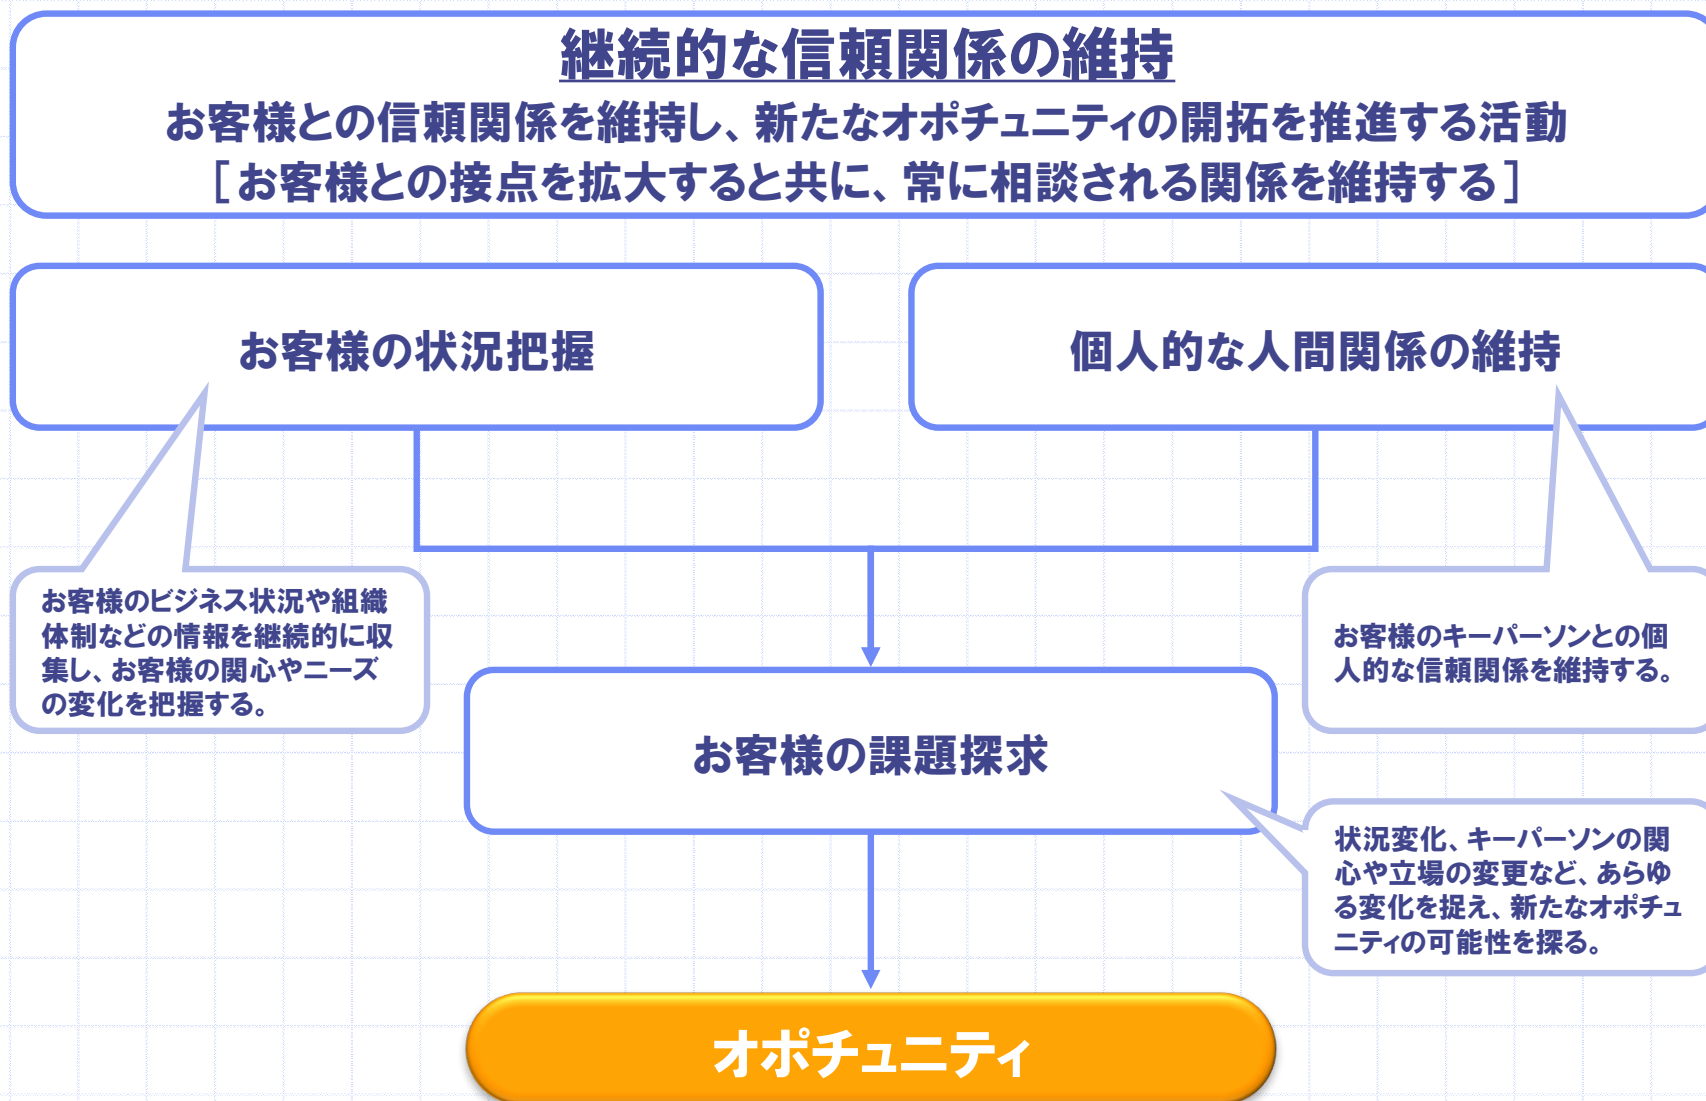 継続的な信頼関係の維持
お客様との信頼関係を維持し、新たなオポチュニティの開拓を推進する活動
［お客様との接点を拡大すると共に、常に相談される関係を維持する］
お客様の状況把握
個人的な人間関係の維持
お客様のビジネス状況や組織
体制などの情報を継続的に収
集し、お客様の関心やニーズ
の変化を把握する。
お客様のキーパーソンとの個
人的な信頼関係を維持する。
お客様の課題探求
状況変化、キーパーソンの関
心や立場の変更など、あらゆ
る変化を捉え、新たなオポチュ
ニティの可能性を探る。
オポチュニティ